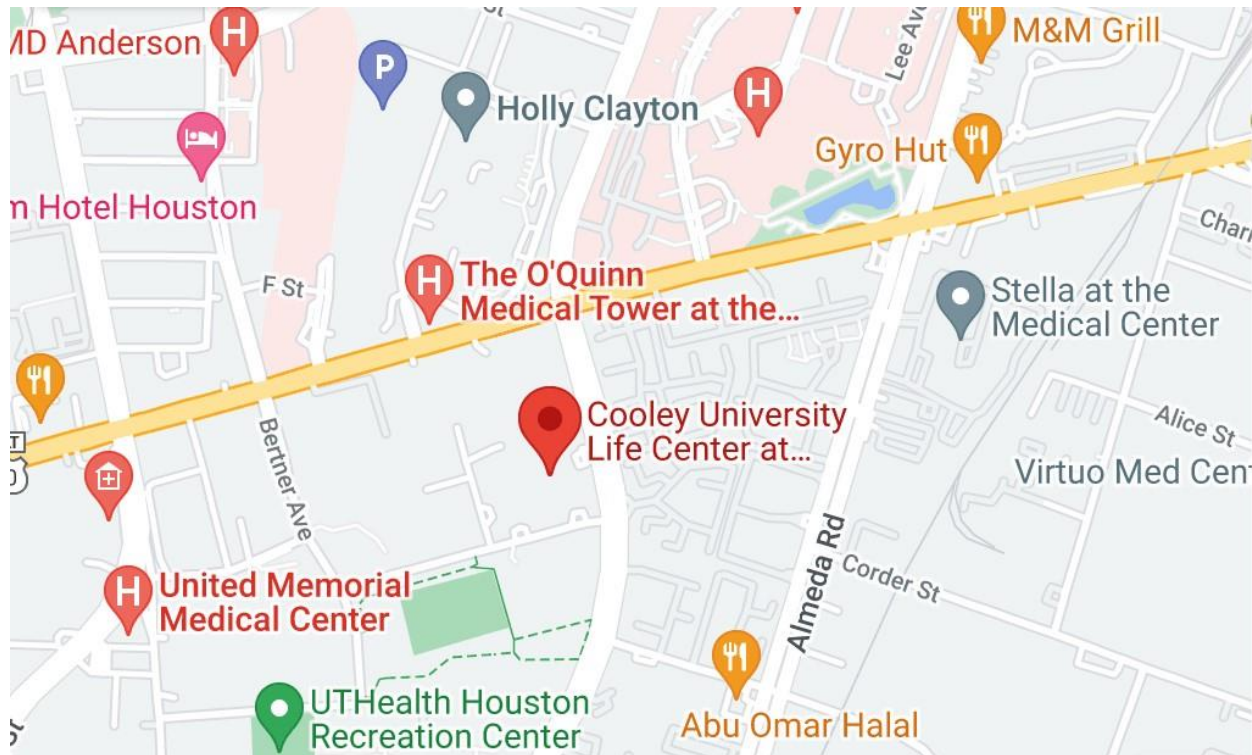 St
MD Anderson
H
P
Holly Clayton
H
Lee Ave
M&M Grill
Gyro Hut
m Hotel Houston
F St
H
The O'Quinn
Medical Tower at the...
Stella at the
Medical Center
Cooley University
Life Center at...
Bertner Ave
Alice St
Virtuo Med Cent
H
United Memorial
Medical Center
Almeda Rd
Corder St
UTHealth Houston
Recreation Center
Abu Omar Halal
St